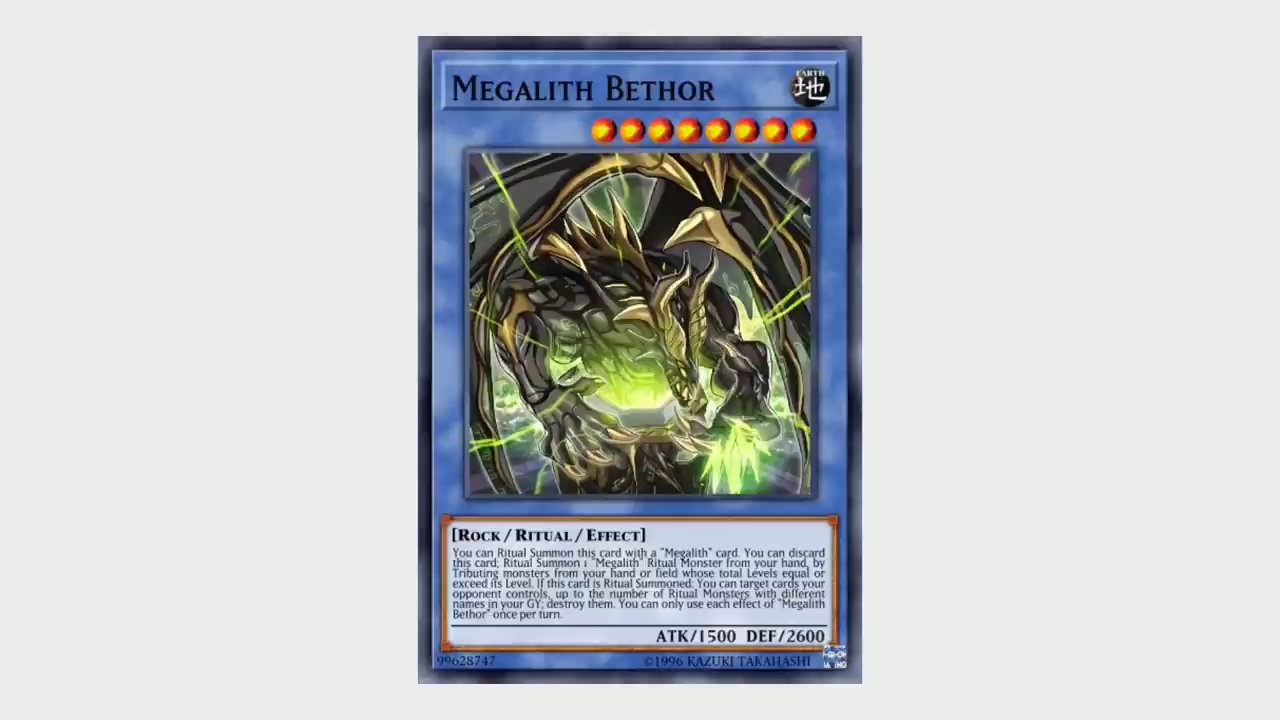 Megalith Bethor
EARTH
地
[Rock / Ritual / Effect]
You can Ritual Summon this card with a "Megalith" card. You can discard
this card; Ritual Summon 1 "Megalith" Ritual Monster from your hand, by
Tributing monsters from your hand or field whose total Levels equal or
exceed its Level. If this card is Ritual Summoned: You can target cards your
opponent controls, up to the number of Ritual Monsters with different
names in your GY; destroy them. You can only use each effect of "Megalith
Bethor" once per turn.
ATK/1500 DEF/2600
99628747 ©1996 KAZUKI TAKAHASHI